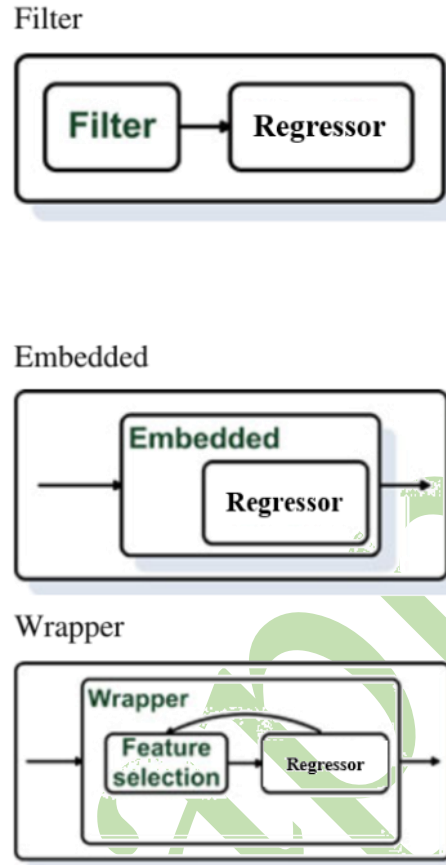 Filter
Filter
Regressor
Embedded
Embedded
Regressor
Wrapper
Wrapper
Feature
selection
Regressor